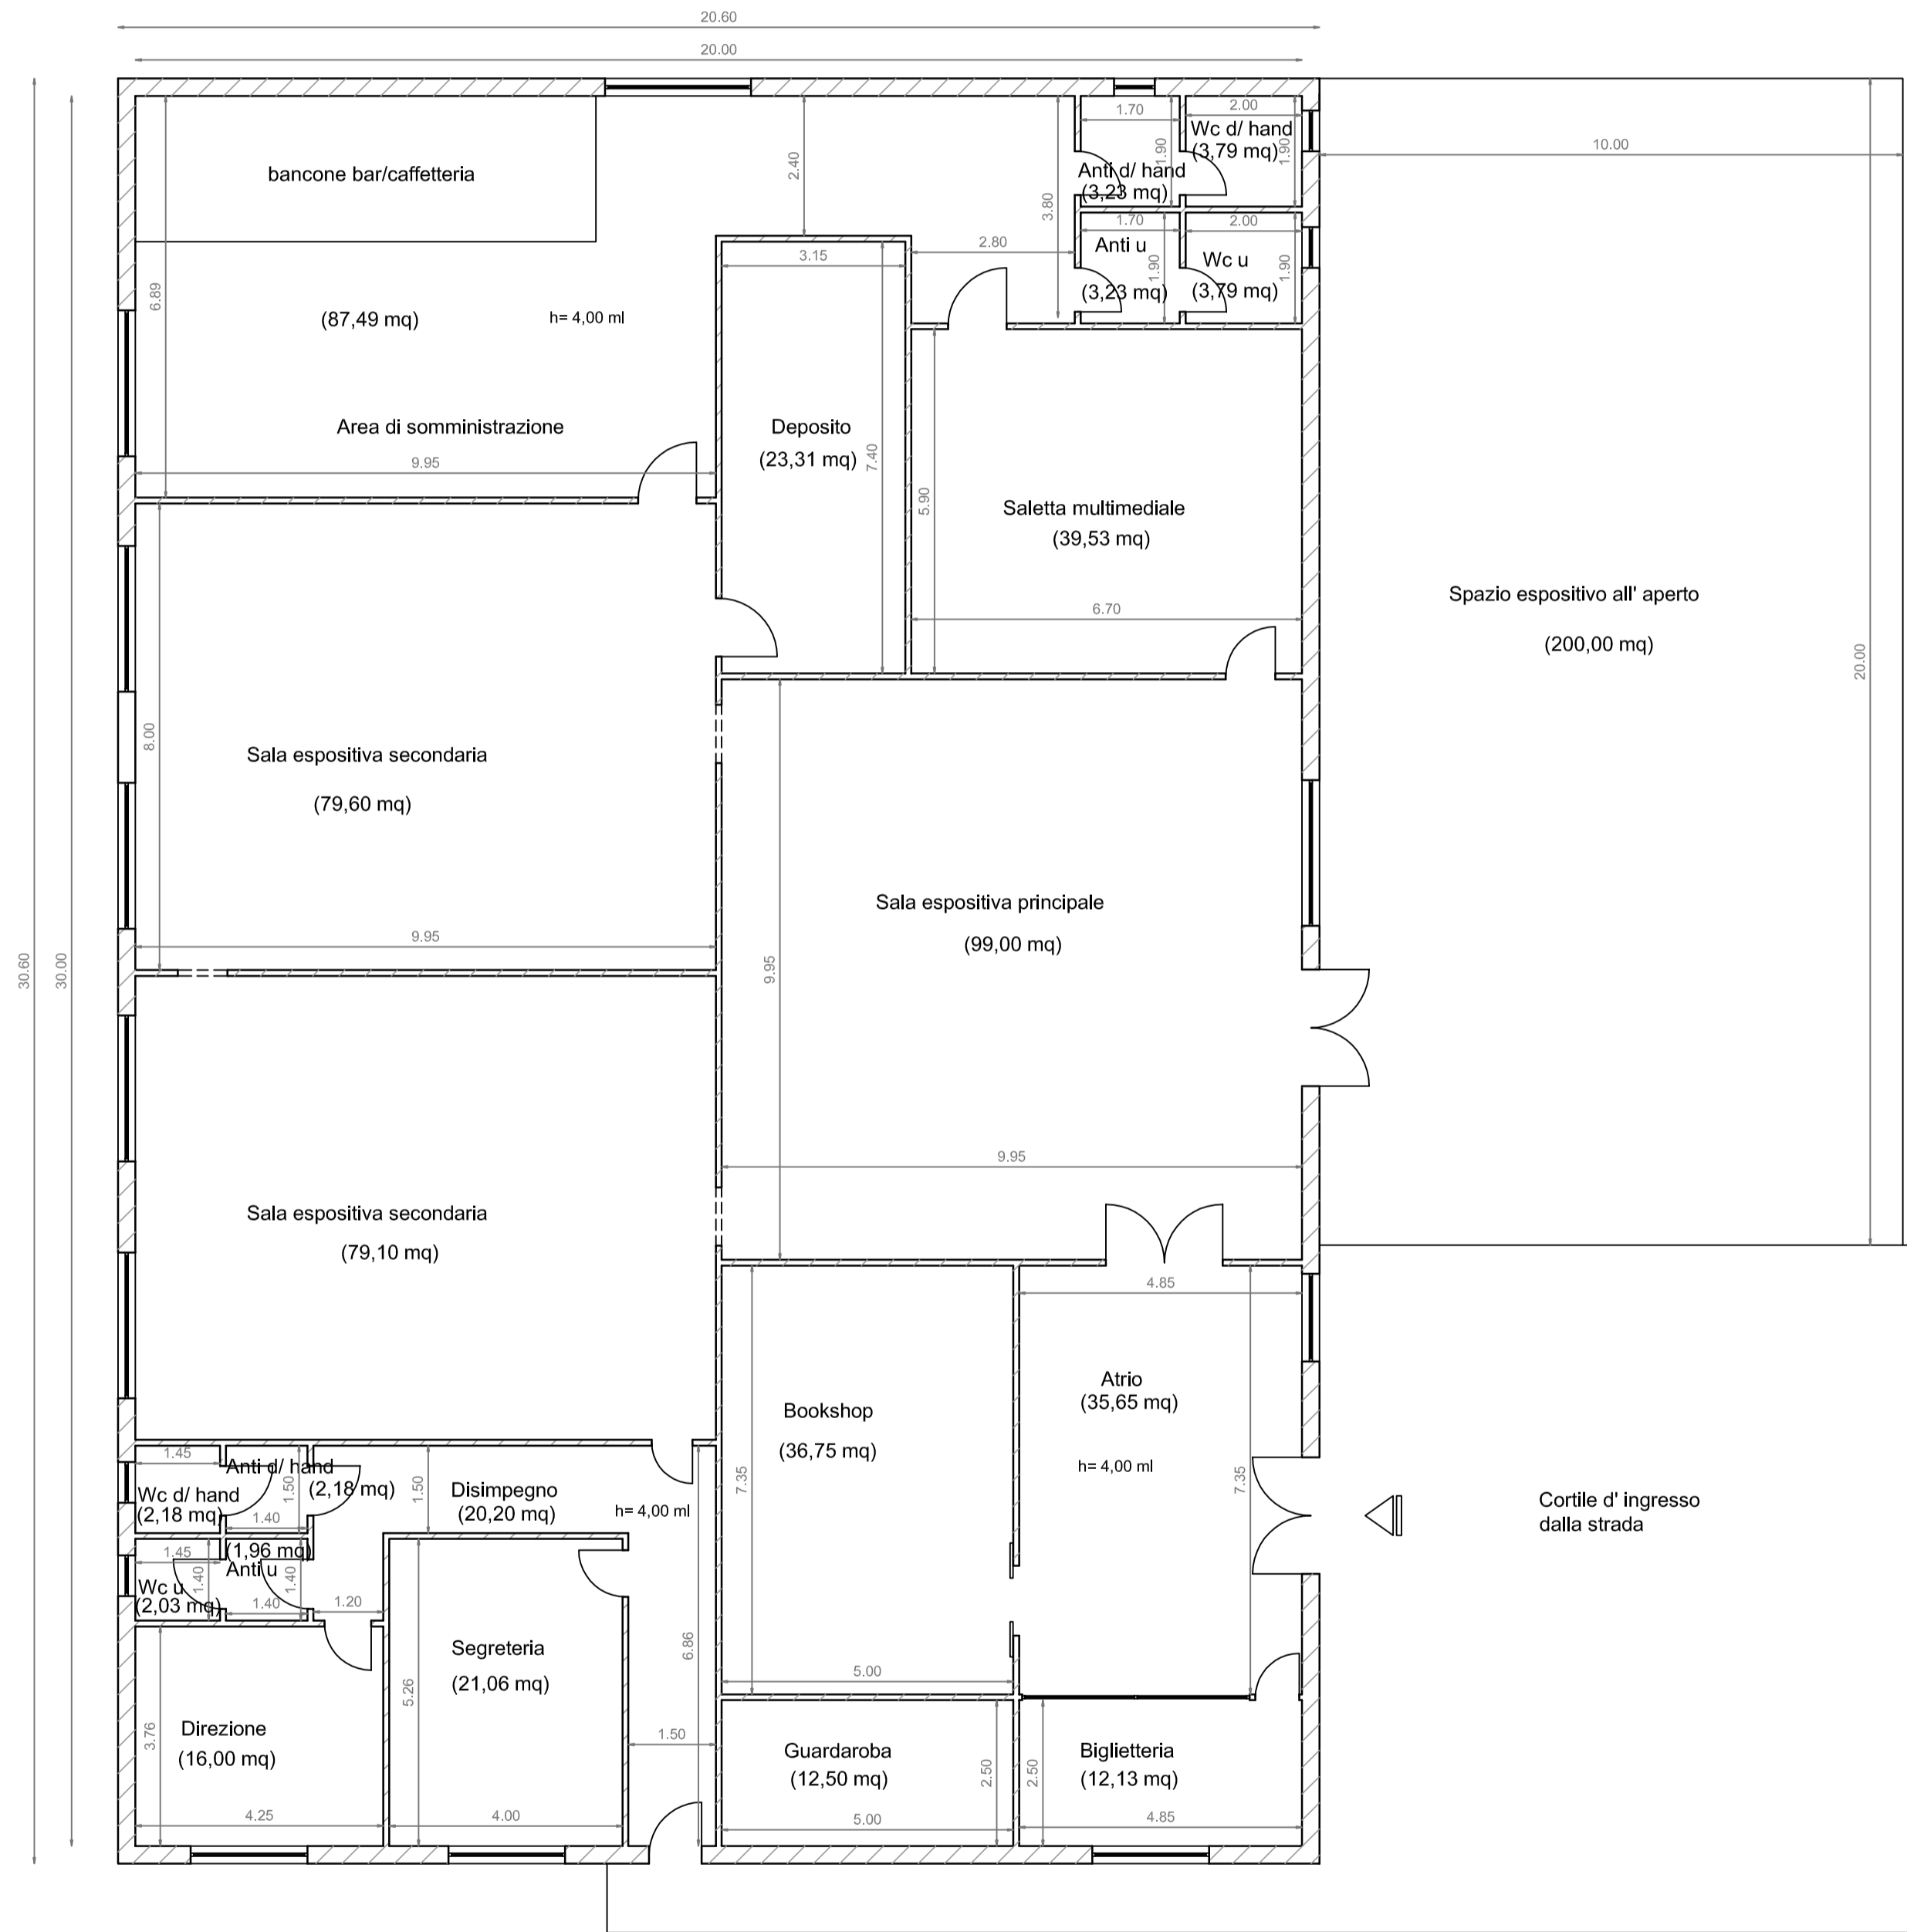 20.60
20.00
1.70
2.00
Wc d/ hand
(3,79 mq)
1.90
1.90
10.00
bancone bar/caffetteria
2.40
Anti d/ hand
(3,23 mq)
3.80
1.70
2.00
2.80
Anti u
Wc u
3.15
1.90
1.90
(3,23 mq)
(3,79 mq)
6.89
(87,49 mq)
h= 4,00 ml
Area di somministrazione
Deposito
(23,31 mq)
7.40
9.95
5.90
Saletta multimediale
(39,53 mq)
6.70
Spazio espositivo all' aperto
(200,00 mq)
20.00
8.00
Sala espositiva secondaria
(79,60 mq)
Sala espositiva principale
(99,00 mq)
9.95
9.95
30.60
30.00
9.95
Sala espositiva secondaria
(79,10 mq)
4.85
Atrio
(35,65 mq)
Bookshop
(36,75 mq)
h= 4,00 ml
7.35
7.35
1.45
Anti d/ hand
(2,18 mq)
1.50
1.50
Wc d/ hand
(2,18 mq)
1.40
Disimpegno
(20,20 mq)
h= 4,00 ml
Cortile d' ingresso
dalla strada
1.45
(1,96 mq)
Anti u
1.40
1.40
Wc u
(2,03 mq)
1.40
1.20
6.86
Segreteria
(21,06 mq)
5.26
5.00
Direzione
(16,00 mq)
3.76
1.50
Guardaroba
(12,50 mq)
2.50
2.50
Biglietteria
(12,13 mq)
4.25
4.00
5.00
4.85